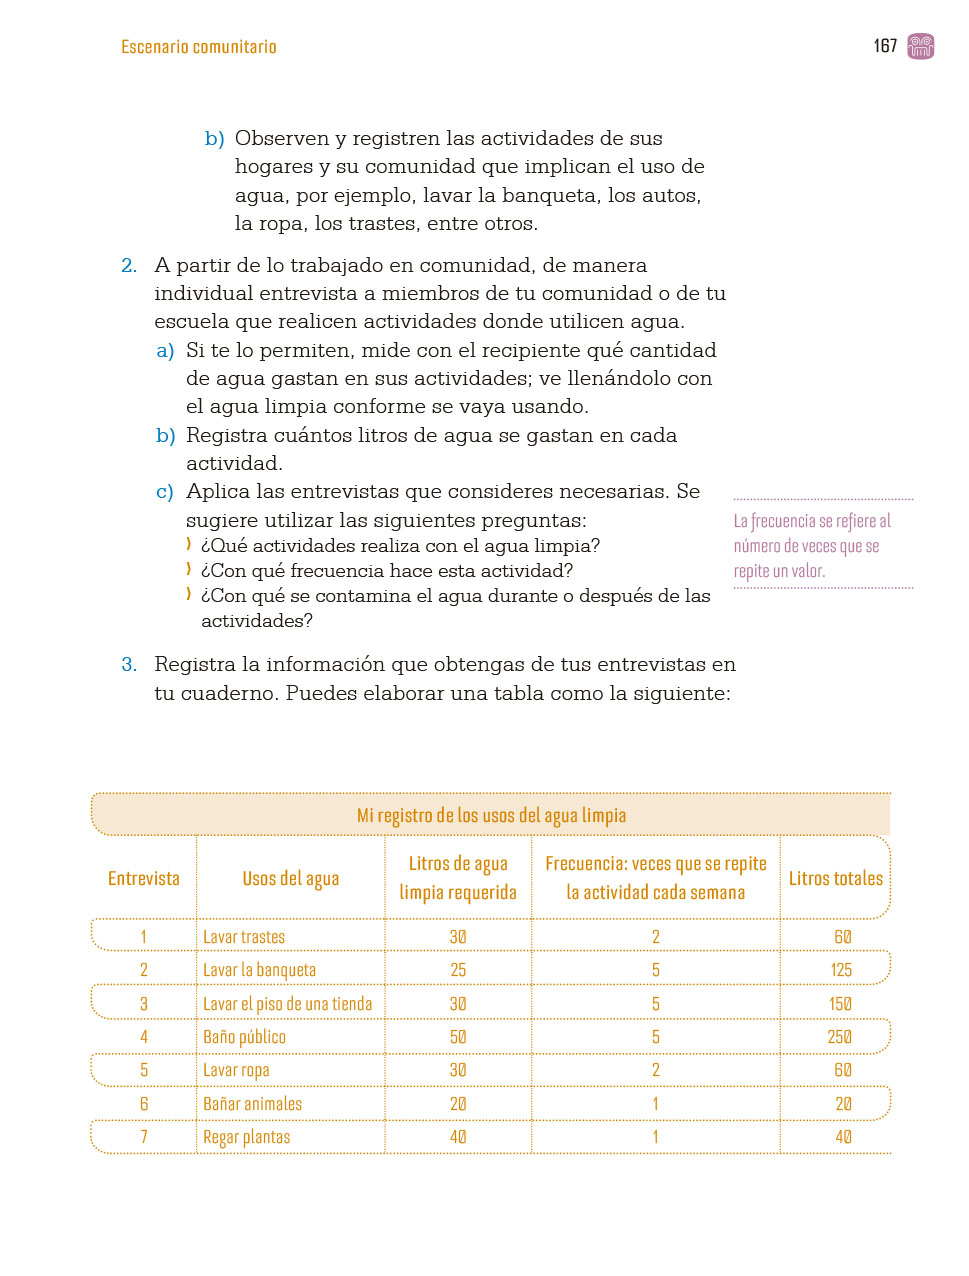 Escenario comunitario
167
b) Observen y registren las actividades de sus
hogares y su comunidad que implican el uso de
agua, por ejemplo, lavar la banqueta, los autos,
la ropa, los trastes, entre otros.
2. A partir de lo trabajado en comunidad, de manera
individual entrevista a miembros de tu comunidad o de tu
escuela que realicen actividades donde utilicen agua.
a) Si te lo permiten, mide con el recipiente qué cantidad
de agua gastan en sus actividades; ve llenándolo con
el agua limpia conforme se vaya usando.
b) Registra cuántos litros de agua se gastan en cada
actividad.
c) Aplica las entrevistas que consideres necesarias. Se
sugiere utilizar las siguientes preguntas:
⟩ ¿Qué actividades realiza con el agua limpia?
⟩ ¿Con qué frecuencia hace esta actividad?
⟩ ¿Con qué se contamina el agua durante o después de las
actividades?
La frecuencia se refiere al
número de veces que se
repite un valor.
3. Registra la información que obtengas de tus entrevistas en
tu cuaderno. Puedes elaborar una tabla como la siguiente:
Mi registro de los usos del agua limpia
Entrevista
Usos del agua
Litros de agua
limpia requerida
Frecuencia: veces que se repite
la actividad cada semana
Litros totales
1 Lavar trastes 30 2 60
2 Lavar la banqueta 25 5 125
3 Lavar el piso de una tienda 30 5 150
4 Baño público 50 5 250
5 Lavar ropa 30 2 60
6 Bañar animales 20 1 20
7 Regar plantas 40 1 40